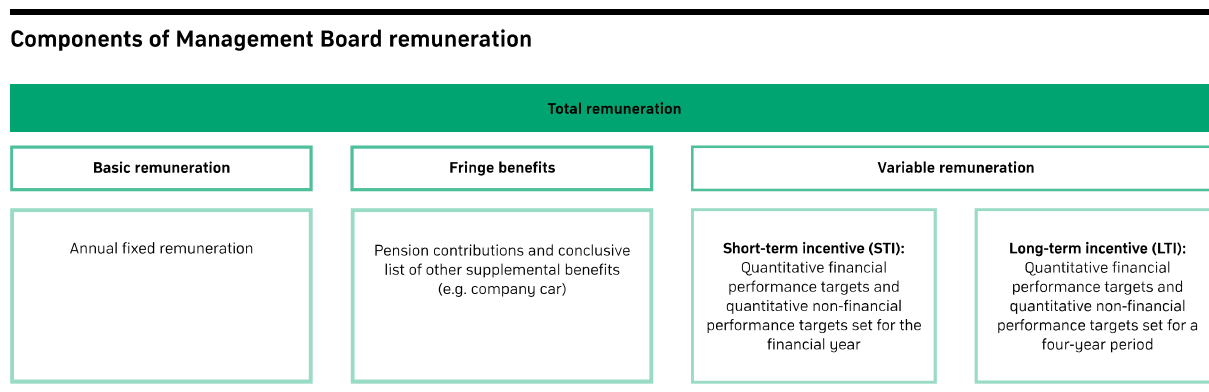 Components of Management Board remuneration
Total remuneration
Basic remuneration
Fringe benefits
Variable remuneration
Annual fixed remuneration
Pension contributions and conclusive
list of other supplemental benefits
(e.g. company car)
Short-term incentive (STI):
Quantitative financial
performance targets and
quantitative non-financial
performance targets set for the
financial year
Long-term incentive (LTI):
Quantitative financial
performance targets and
quantitative non-financial
performance targets set for a
four-year period